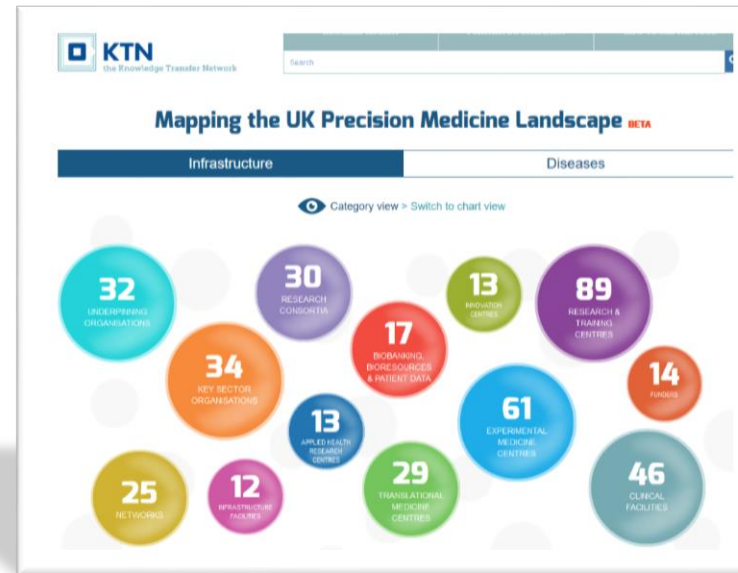 KTN
the Knowledge Transfer Network
Search
Mapping the UK Precision Medicine Landscape BETA
Infrastructure
Diseases
Category view > Switch to chart view
32
UNDERPINNING
ORGANISATIONS
30
RESEARCH
CONSORTIA
13
INNOVATION
CENTRES
89
RESEARCH &
TRAINING
CENTRES
34
KEY SECTOR
ORGANISATIONS
17
BIOBANKING,
BIORESOURCES
& PATIENT DATA
14
FUNDERS
13
APPLIED HEALTH
RESEARCH
CENTRES
61
EXPERIMENTAL
MEDICINE
CENTRES
25
NETWORKS
12
INFRASTRUCTURE
FACILITIES
29
TRANSLATIONAL
MEDICINE
CENTRES
46
CLINICAL
FACILITIES